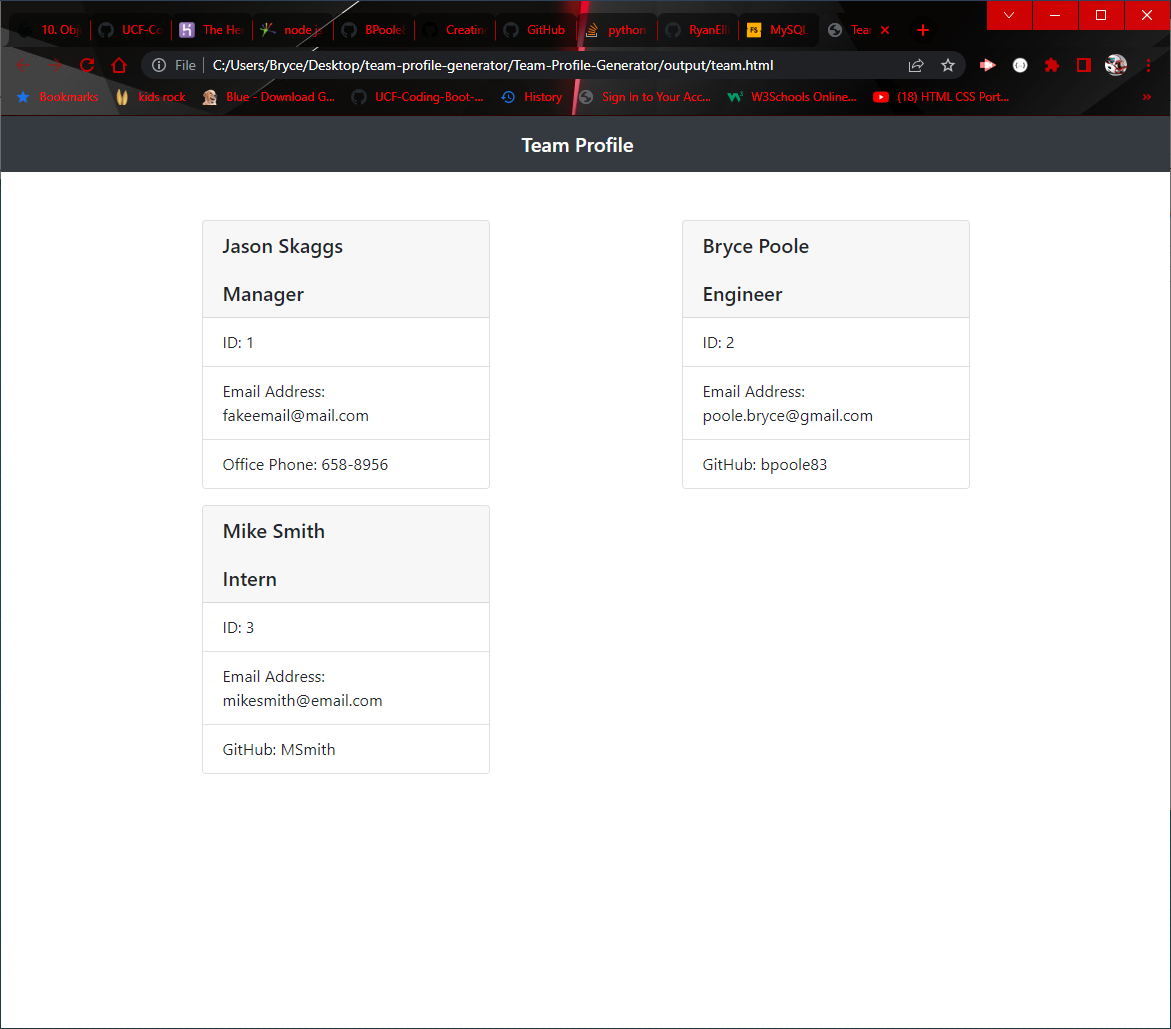 10. Obj
UCF-Co
The He
node.js
BPoole
Creatin
GitHub
python
RyanElli
MySQL
Tea
File
C:/Users/Bryce/Desktop/team-profile-generator/Team-Profile-Generator/output/team.html
Bookmarks
kids rock
Blue - Download G...
UCF-Coding-Boot-...
History
Sign In to Your Acc...
W3Schools Online...
(18) HTML CSS Port...
Team Profile
Jason Skaggs
Manager
ID: 1
Email Address:
fakeemail@mail.com
Office Phone: 658-8956
Bryce Poole
Engineer
ID: 2
Email Address:
poole.bryce@gmail.com
GitHub: bpoole83
Mike Smith
Intern
ID: 3
Email Address:
mikesmith@email.com
GitHub: MSmith